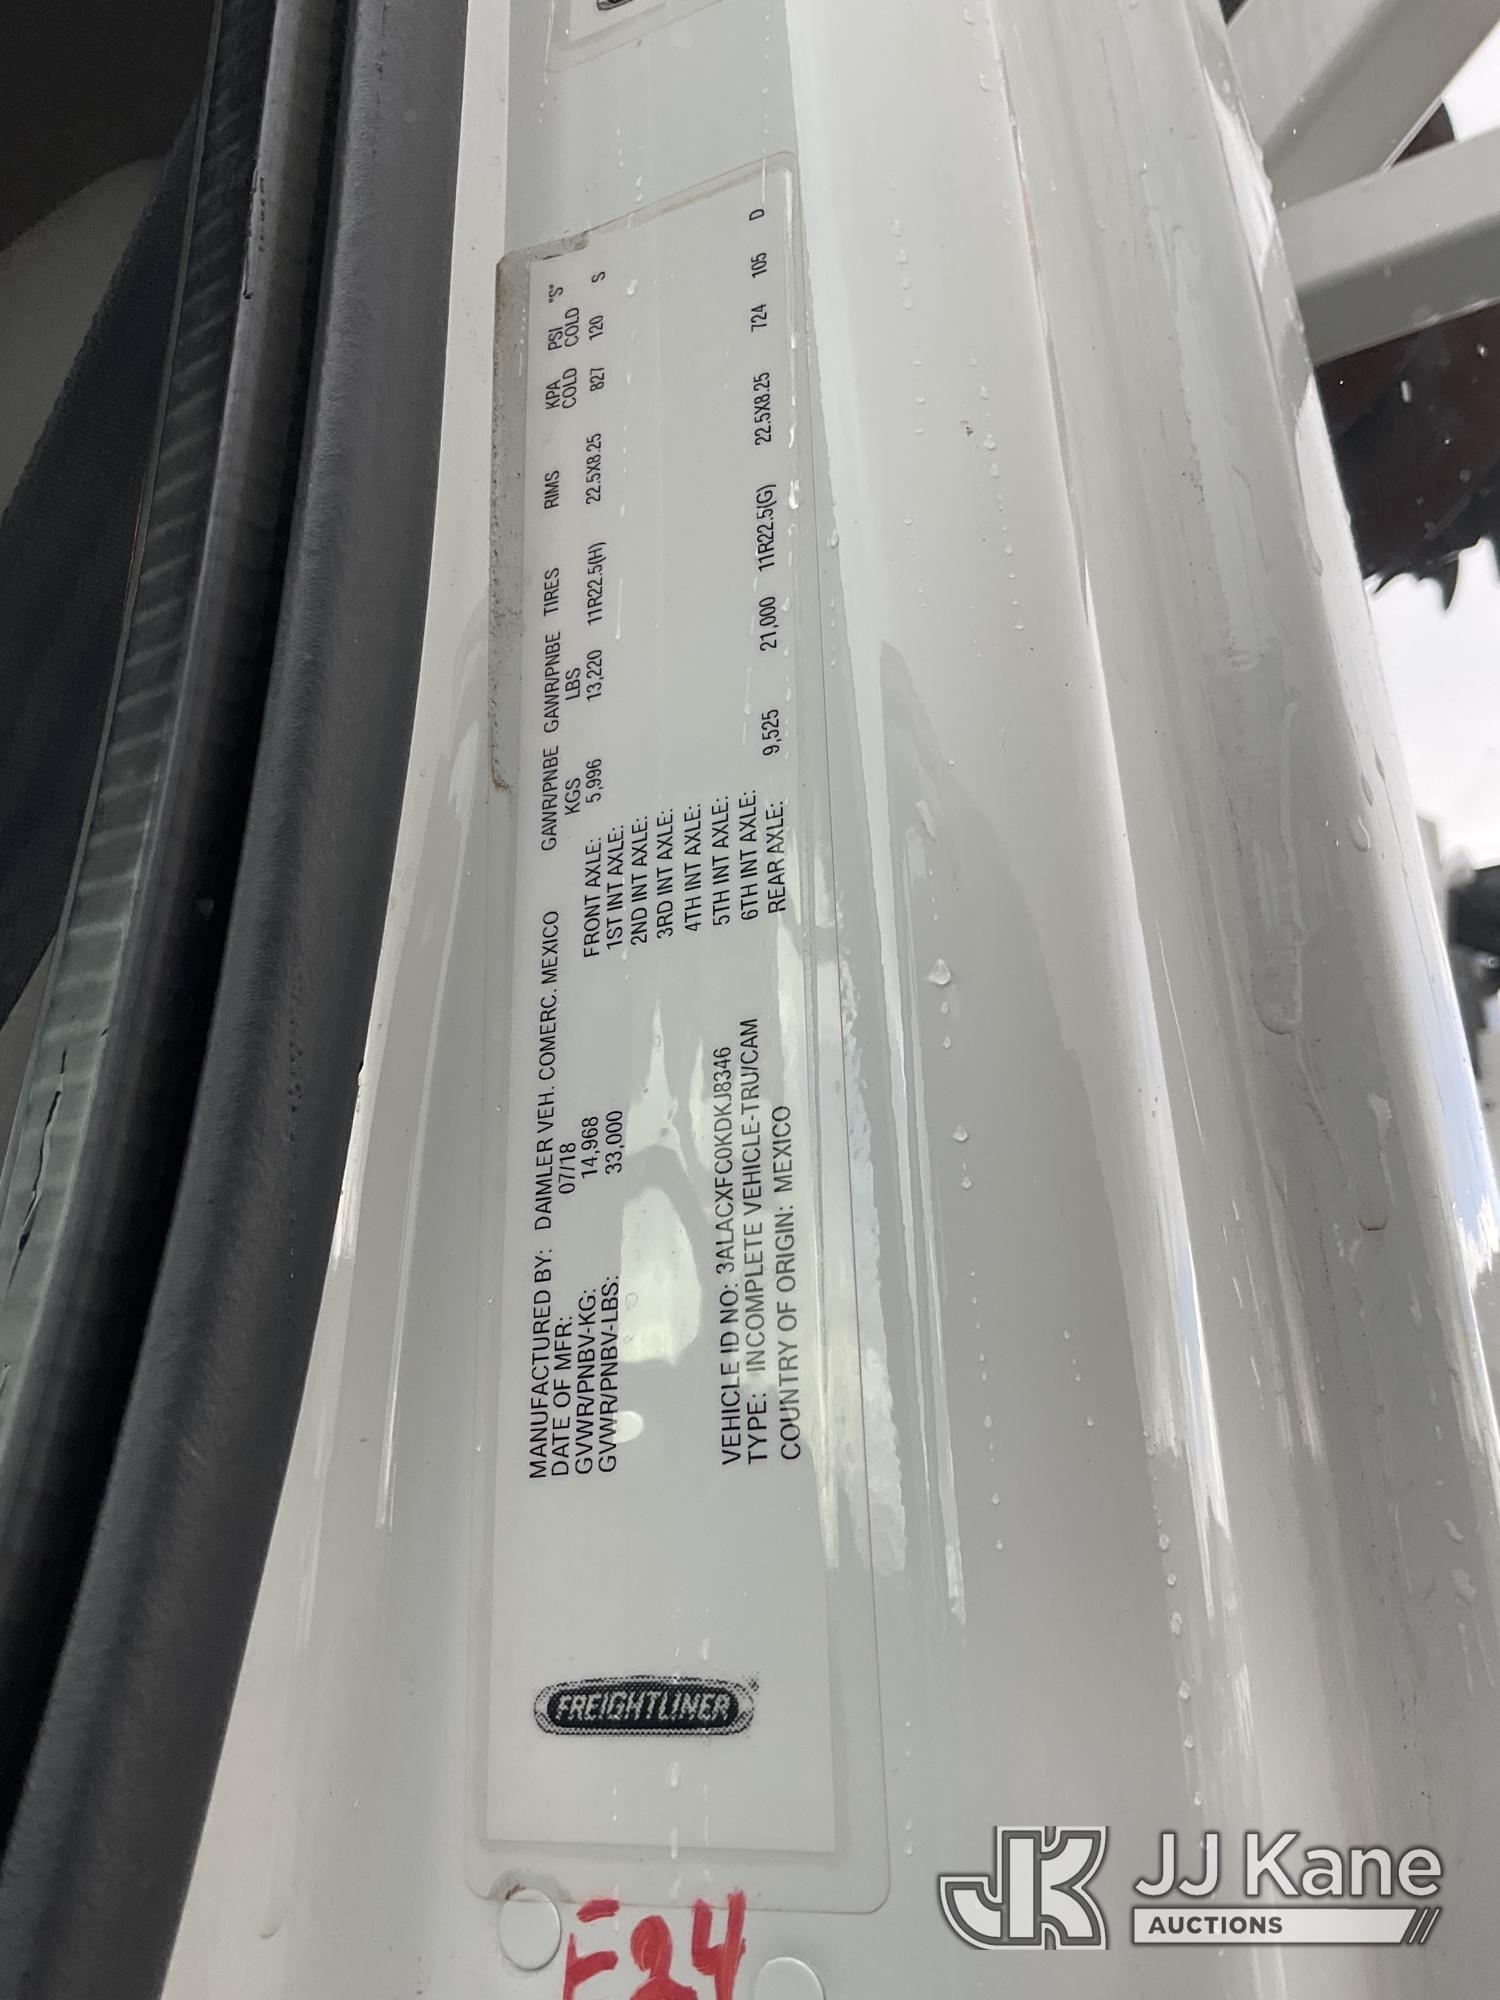 MANUFACTURED BY: DAIMLER VEH. COMERC. MEXICO
DATE OF MFR: 07/18
GVWR/PNBV-KG: 14,968
GVWR/PNBV-LBS: 33,000
GAWR/PNBE KGS GAWR/PNBE LBS TIRES RIMS KPA COLD PSI COLD "S"
FRONT AXLE: 5,996 13,220 11R22.5(H) 22.5X8.25 827 120 S
1ST INT AXLE:
2ND INT AXLE:
3RD INT AXLE:
4TH INT AXLE:
5TH INT AXLE:
6TH INT AXLE:
REAR AXLE: 9,525 21,000 11R22.5(G) 22.5X8.25 724 105 D
VEHICLE ID NO: 3ALACXFC0KDKJ8346
TYPE: INCOMPLETE VEHICLE-TRU/CAM
COUNTRY OF ORIGIN: MEXICO
FREIGHTLINER
JK JJ Kane
AUCTIONS